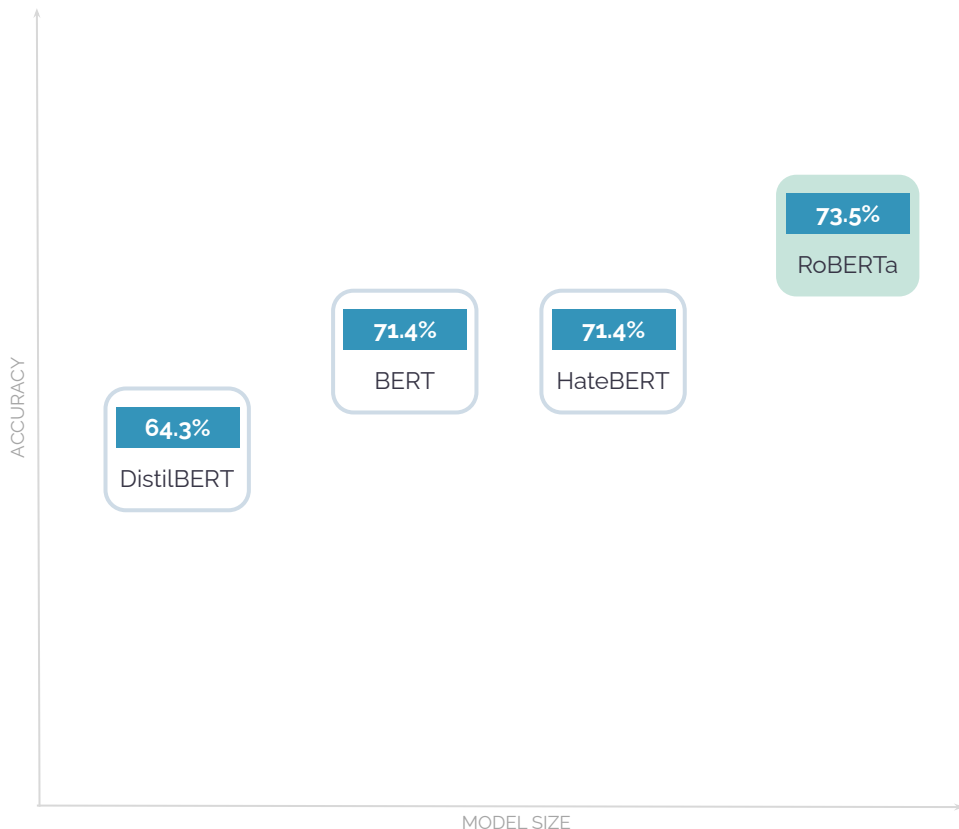 73.5%
RoBERTa
71.4%
BERT
71.4%
HateBERT
64.3%
DistilBERT
ACCURACY
MODEL SIZE